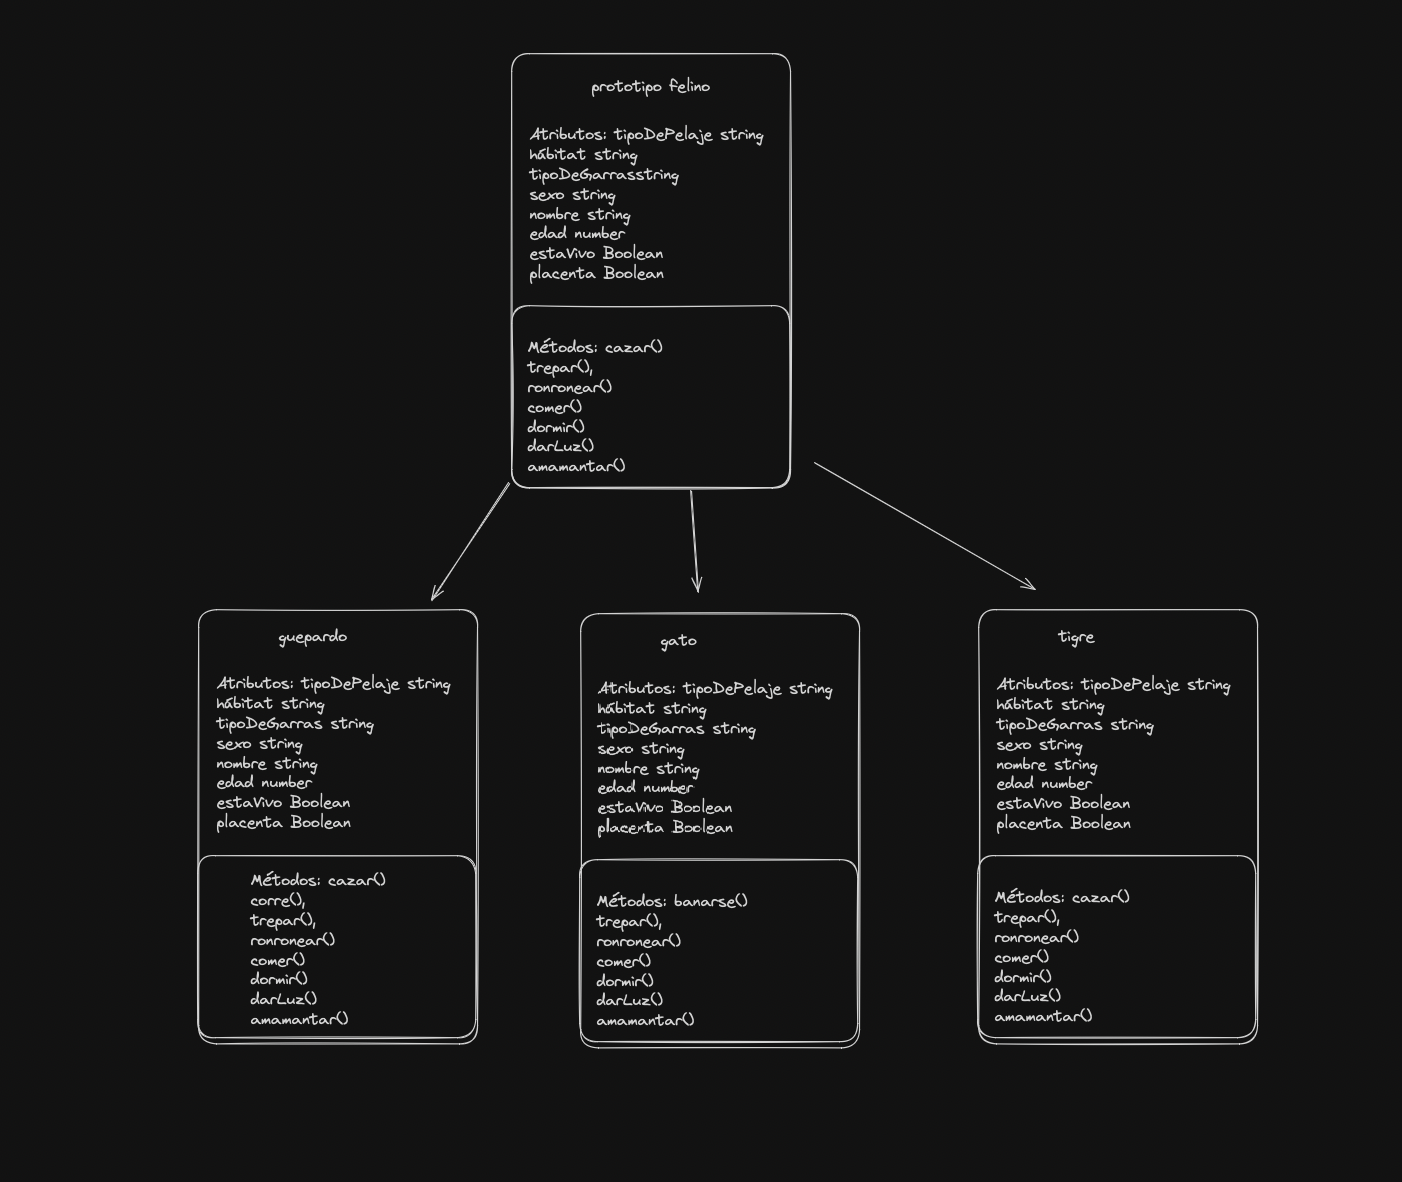 prototipo felino
Atributos: tipoDePelaje string
hábitat string
tipoDeGarrasstring
sexo string
nombre string
edad number
estaVivo Boolean
placenta Boolean
Métodos: cazar()
trepar(),
ronronear()
comer()
dormir()
darLuz()
amamantar()
guepardo
Atributos: tipoDePelaje string
hábitat string
tipoDeGarras string
sexo string
nombre string
edad number
estaVivo Boolean
placenta Boolean
Métodos: cazar()
corre(),
trepar(),
ronronear()
comer()
dormir()
darLuz()
amamantar()
gato
Atributos: tipoDePelaje string
hábitat string
tipoDeGarras string
sexo string
nombre string
edad number
estaVivo Boolean
placenta Boolean
Métodos: banarse()
trepar(),
ronronear()
comer()
dormir()
darLuz()
amamantar()
tigre
Atributos: tipoDePelaje string
hábitat string
tipoDeGarras string
sexo string
nombre string
edad number
estaVivo Boolean
placenta Boolean
Métodos: cazar()
trepar(),
ronronear()
comer()
dormir()
darLuz()
amamantar()